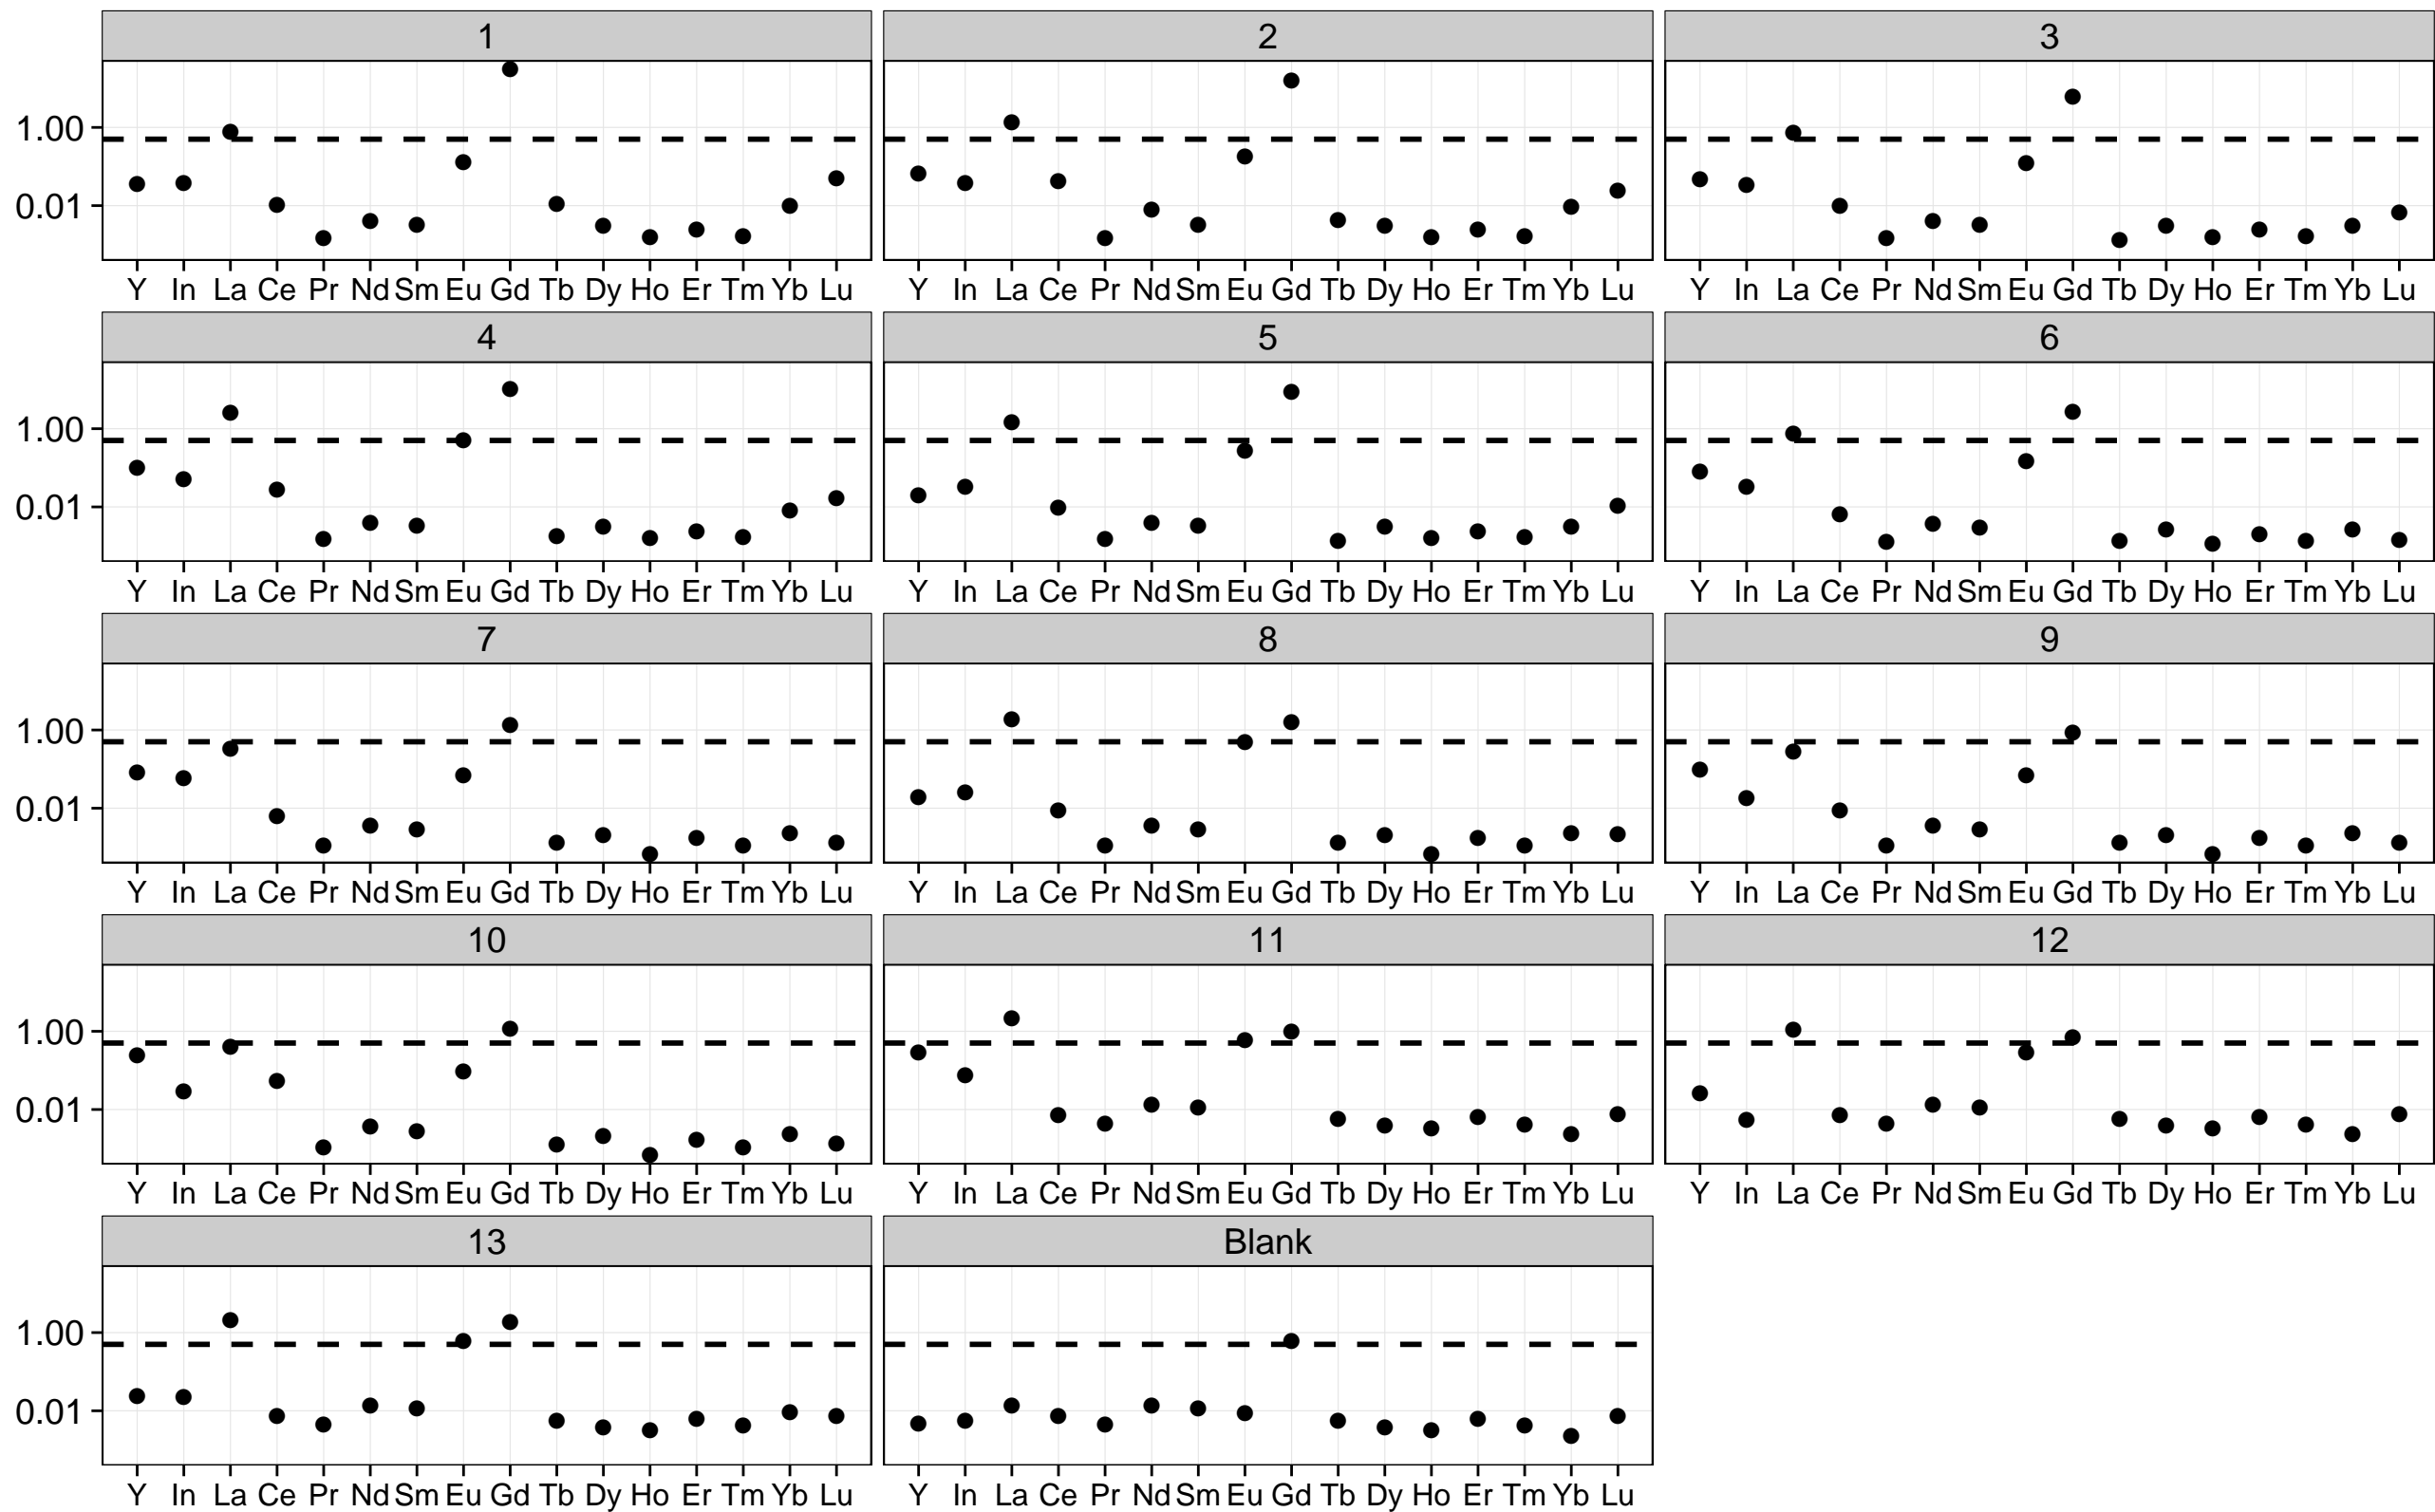 1 2 3
1.00
0.01
Y In La Ce Pr Nd Sm Eu Gd Tb Dy Ho Er Tm Yb Lu Y In La Ce Pr Nd Sm Eu Gd Tb Dy Ho Er Tm Yb Lu Y In La Ce Pr Nd Sm Eu Gd Tb Dy Ho Er Tm Yb Lu
4 5 6
1.00
0.01
Y In La Ce Pr Nd Sm Eu Gd Tb Dy Ho Er Tm Yb Lu Y In La Ce Pr Nd Sm Eu Gd Tb Dy Ho Er Tm Yb Lu Y In La Ce Pr Nd Sm Eu Gd Tb Dy Ho Er Tm Yb Lu
7 8 9
1.00
0.01
Y In La Ce Pr Nd Sm Eu Gd Tb Dy Ho Er Tm Yb Lu Y In La Ce Pr Nd Sm Eu Gd Tb Dy Ho Er Tm Yb Lu Y In La Ce Pr Nd Sm Eu Gd Tb Dy Ho Er Tm Yb Lu
10 11 12
1.00
0.01
Y In La Ce Pr Nd Sm Eu Gd Tb Dy Ho Er Tm Yb Lu Y In La Ce Pr Nd Sm Eu Gd Tb Dy Ho Er Tm Yb Lu Y In La Ce Pr Nd Sm Eu Gd Tb Dy Ho Er Tm Yb Lu
13 Blank
1.00
0.01
Y In La Ce Pr Nd Sm Eu Gd Tb Dy Ho Er Tm Yb Lu Y In La Ce Pr Nd Sm Eu Gd Tb Dy Ho Er Tm Yb Lu